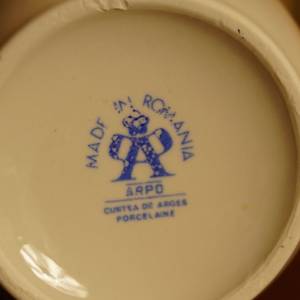 MADE IN ROMANIA
ARPO
CURTEA DE ARGES
PORCELAINE